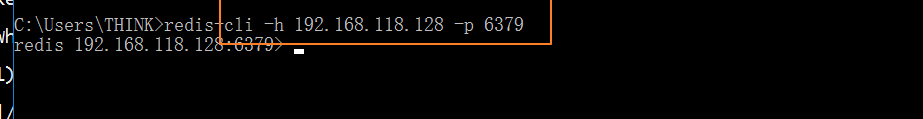 C:\Users\THINK>redis-cli -h 192.168.118.128 -p 6379
redis 192.168.118.128:6379>